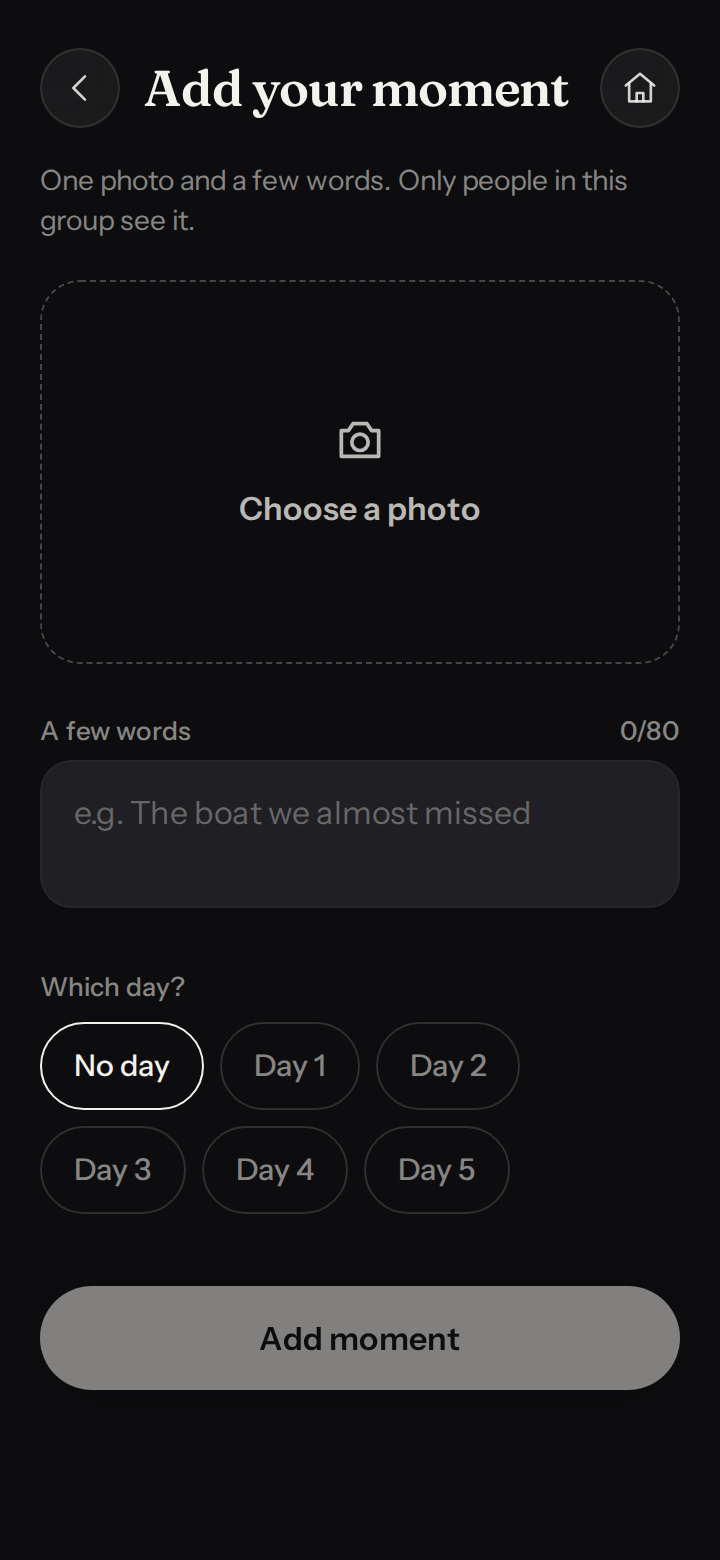 Add your moment
One photo and a few words. Only people in this
group see it.
Choose a photo
A few words 0/80
e.g. The boat we almost missed
Which day?
No day Day 1 Day 2
Day 3 Day 4 Day 5
Add moment